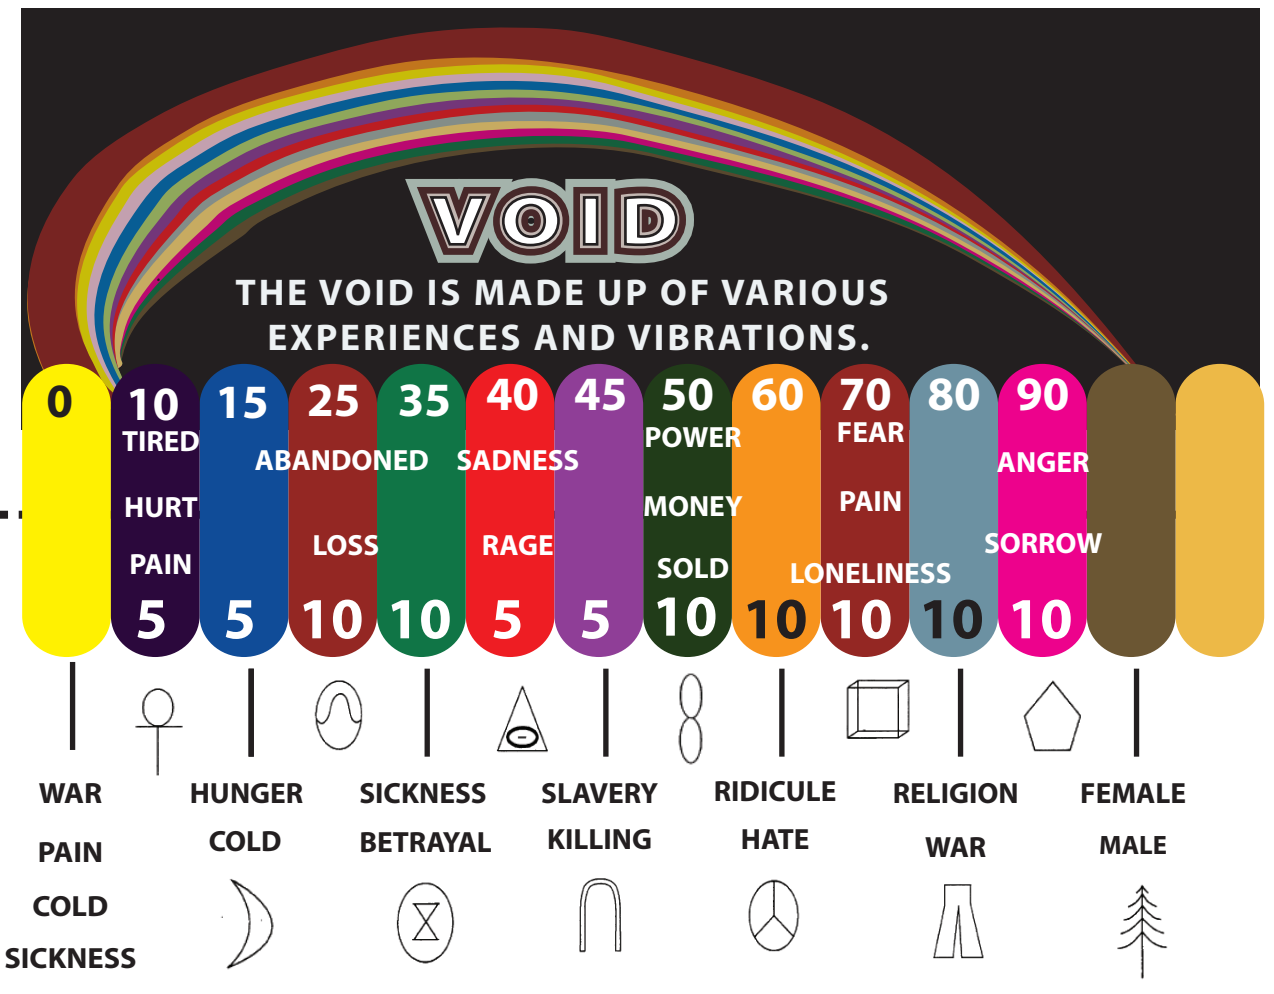 VOID
THE VOID IS MADE UP OF VARIOUS
EXPERIENCES AND VIBRATIONS.
0 10 15 25 35 40 45 50 60 70 80 90
TIRED POWER FEAR
ABANDONED SADNESS ANGER
HURT MONEY PAIN
LOSS RAGE SORROW
PAIN SOLD LONELINESS
5 5 10 10 5 5 10 10 10 10 10
WAR HUNGER SICKNESS SLAVERY RIDICULE RELIGION FEMALE
PAIN COLD BETRAYAL KILLING HATE WAR MALE
COLD
SICKNESS